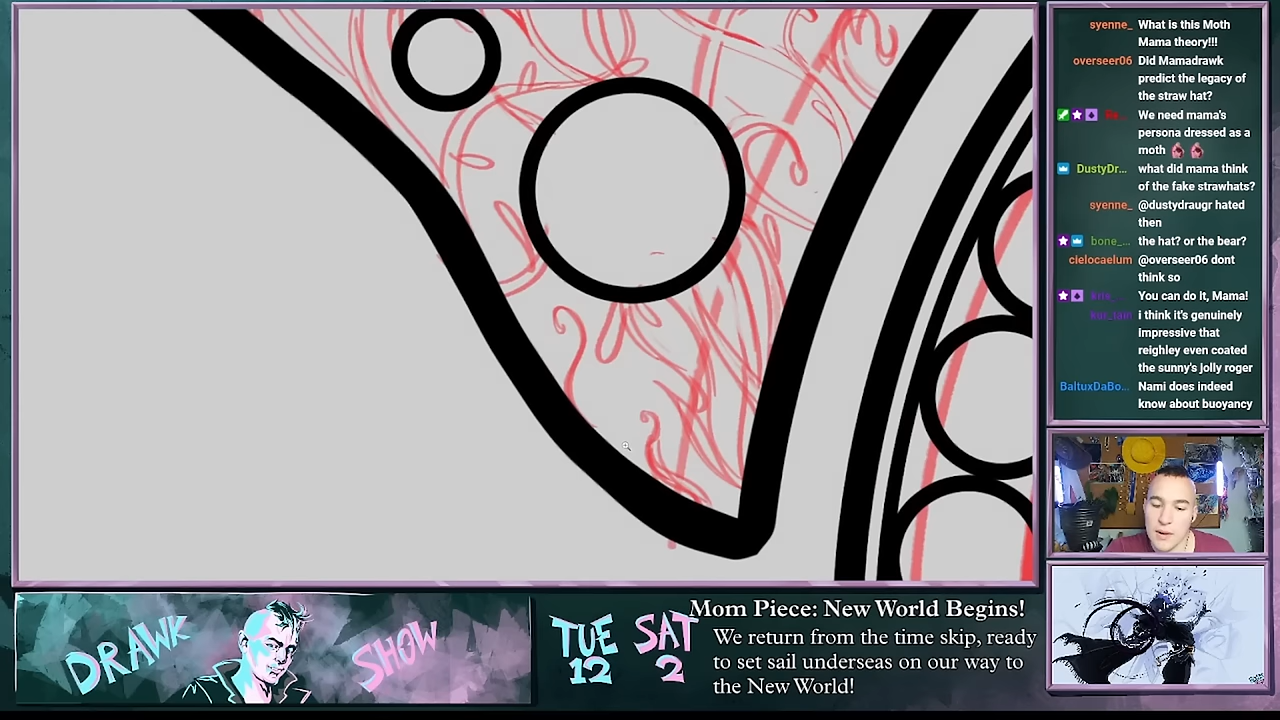 syenne_ What is this Moth
Mama theory!!!
overseer06 Did Mamadrawk
predict the legacy of
the straw hat?
We need mama's
persona dressed as a
moth
DustyDr... what did mama think
of the fake strawhats?
syenne_ @dustydraugr hated
then
bone_... the hat? or the bear?
cielocaelum @overseer06 dont
think so
You can do it, Mama!
i think it's genuinely
impressive that
reighley even coated
the sunny's jolly roger
BaltuxDaBo... Nami does indeed
know about buoyancy
DRAWK
SHOW
TUE
12
SAT
2
Mom Piece: New World Begins!
We return from the time skip, ready
to set sail underseas on our way to
the New World!